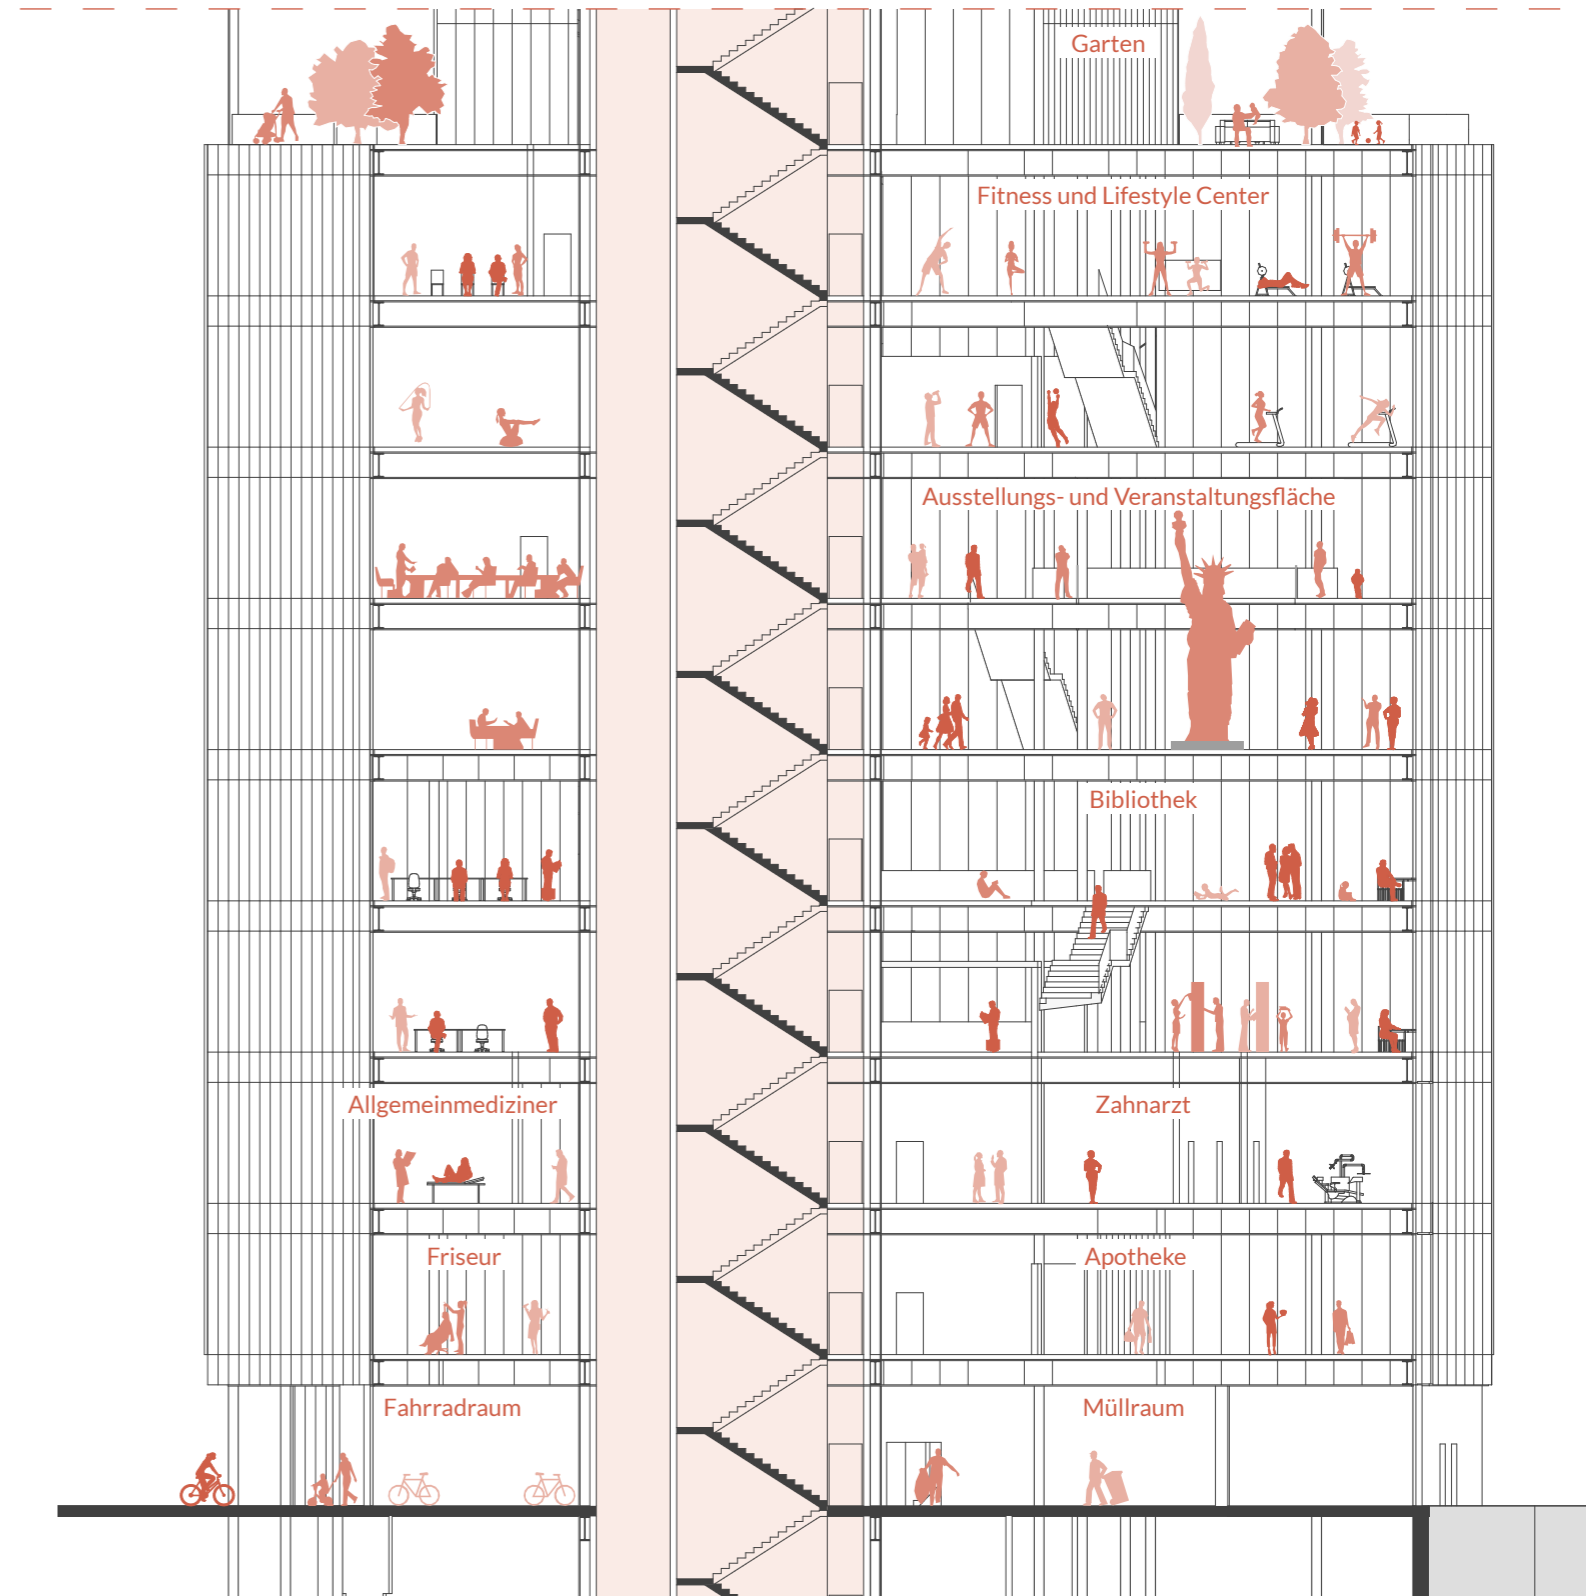 Garten
Fitness und Lifestyle Center
Ausstellungs- und Veranstaltungsfläche
Bibliothek
Allgemeinmediziner
Zahnarzt
Friseur
Apotheke
Fahrradraum
Müllraum